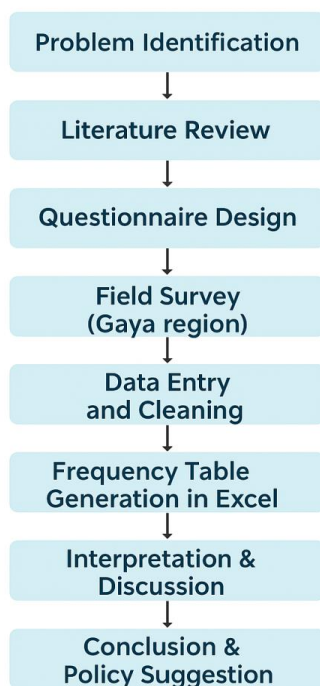 Problem Identification
Literature Review
Questionnaire Design
Field Survey
(Gaya region)
Data Entry
and Cleaning
Frequency Table
Generation in Excel
Interpretation &
Discussion
Conclusion &
Policy Suggestion